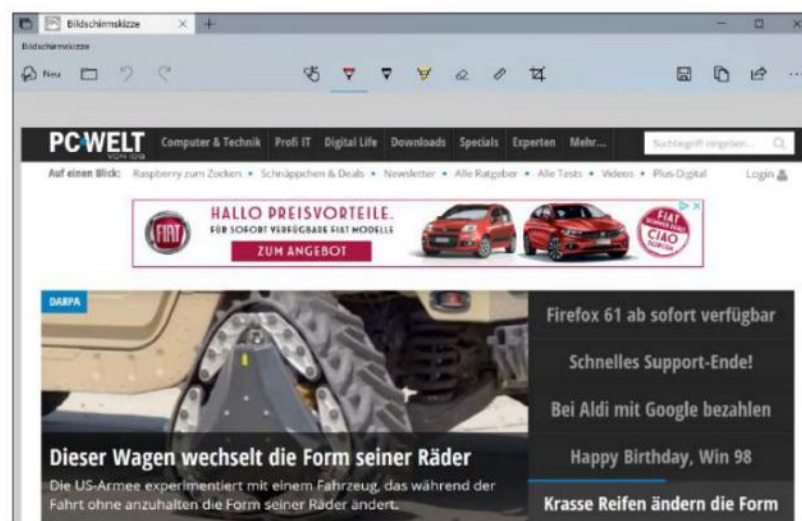 Bildschirmskizze
Bildschirmskizze
Neu
PC WELT
VON IDG
Computer & Technik Profi IT Digital Life Downloads Specials Experten Mehr...
Suchbegriff eingeben...
Auf einen Blick: Raspberry zum Zocken • Schnäppchen & Deals • Newsletter • Alle Ratgeber • Alle Tests • Videos • Plus-Digital Login
FIAT
HALLO PREISVORTEILE.
FÜR SOFORT VERFÜGBARE FIAT MODELLE
ZUM ANGEBOT
FIAT
CIAO
DARPA
Firefox 61 ab sofort verfügbar
Schnelles Support-Ende!
Bei Aldi mit Google bezahlen
Happy Birthday, Win 98
Krasse Reifen ändern die Form
Dieser Wagen wechselt die Form seiner Räder
Die US-Armee experimentiert mit einem Fahrzeug, das während der
Fahrt ohne anzuhalten die Form seiner Räder ändert.